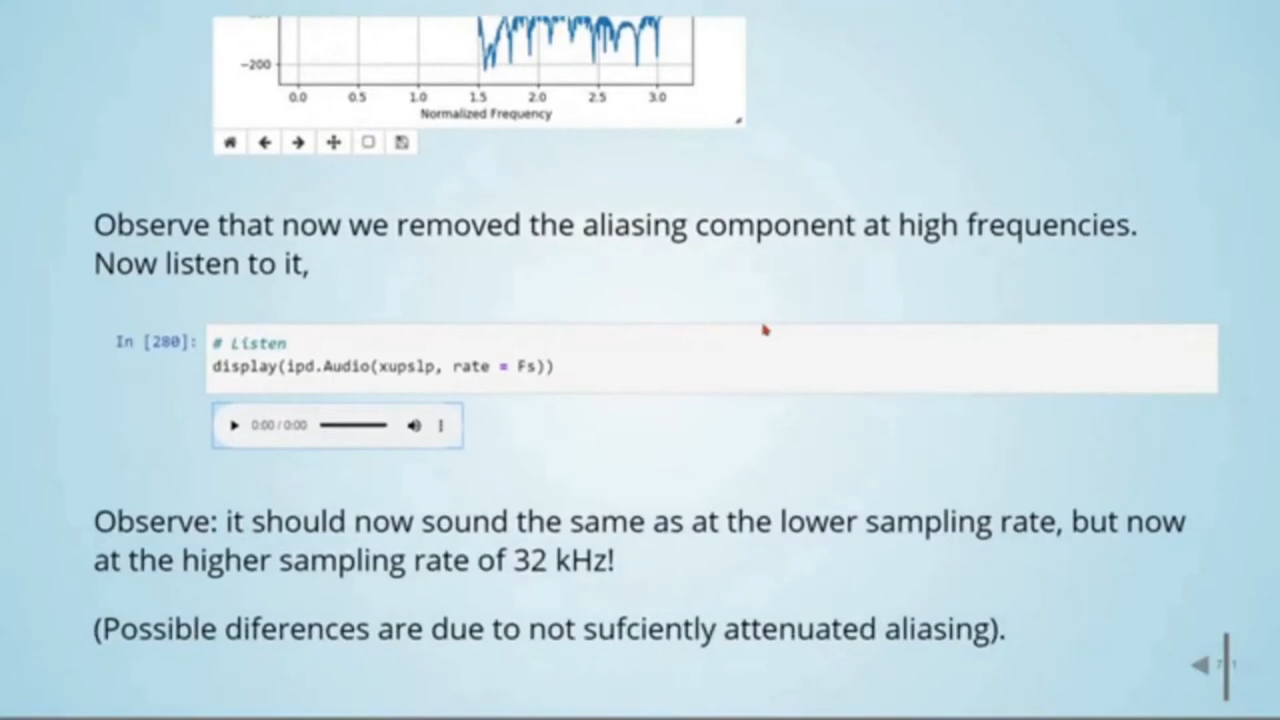 −200
0.0 0.5 1.0 1.5 2.0 2.5 3.0
Normalized Frequency
Observe that now we removed the aliasing component at high frequencies.
Now listen to it,
In [280]: # Listen
display(ipd.Audio(xupslp, rate = Fs))
0:00 / 0:00
Observe: it should now sound the same as at the lower sampling rate, but now
at the higher sampling rate of 32 kHz!
(Possible diferences are due to not sufciently attenuated aliasing).